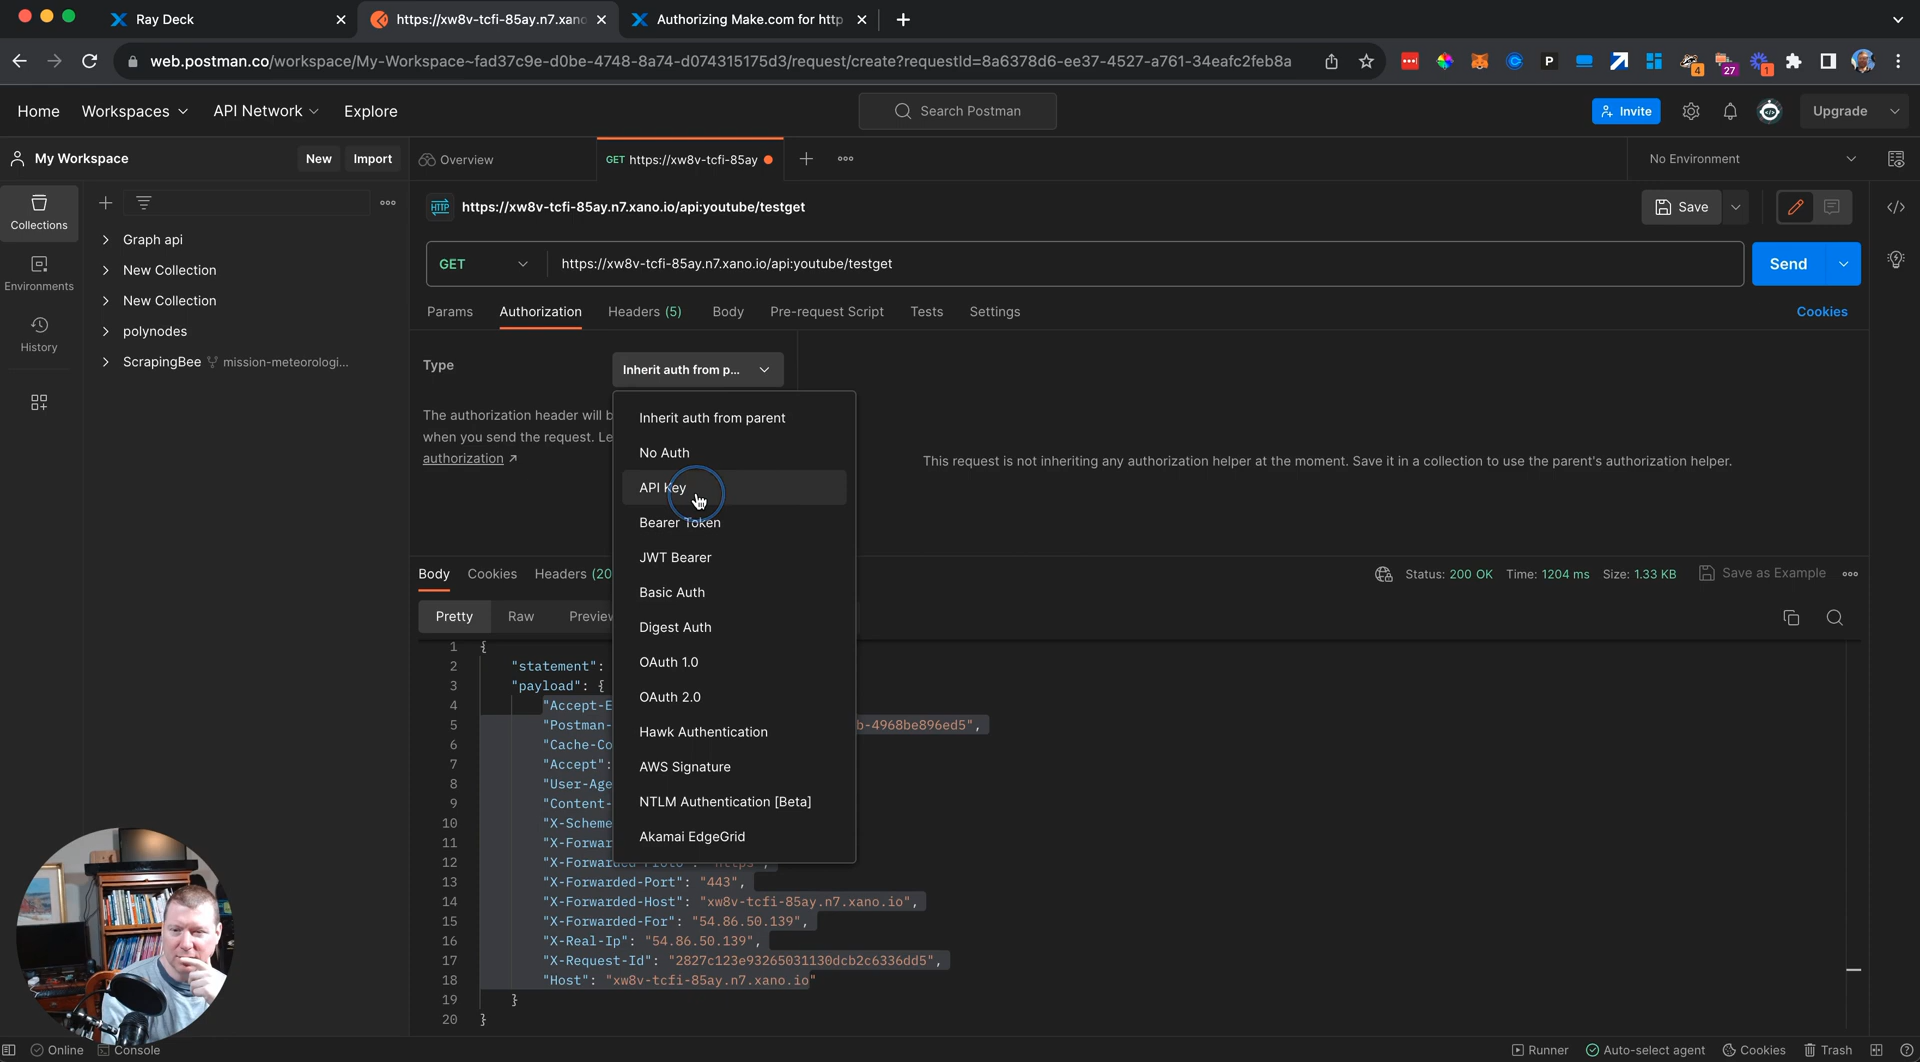 Ray Deck
https://xw8v-tcfi-85ay.n7.xano
Authorizing Make.com for http
web.postman.co/workspace/My-Workspace~fad37c9e-d0be-4748-8a74-d074315175d3/request/create?requestId=8a6378d6-ee37-4527-a761-34eafc2feb8a
P
4
27
1
Home
Workspaces
API Network
Explore
Search Postman
Invite
Upgrade
My Workspace
New
Import
Overview
GET https://xw8v-tcfi-85ay
No Environment
Collections
Environments
History
Graph api
New Collection
New Collection
polynodes
ScrapingBee mission-meteorologi...
HTTP https://xw8v-tcfi-85ay.n7.xano.io/api:youtube/testget
Save
GET
https://xw8v-tcfi-85ay.n7.xano.io/api:youtube/testget
Send
Params
Authorization
Headers (5)
Body
Pre-request Script
Tests
Settings
Cookies
Type
Inherit auth from p...
The authorization header will b
when you send the request. Le
authorization
Inherit auth from parent
No Auth
API Key
Bearer Token
JWT Bearer
Basic Auth
Digest Auth
OAuth 1.0
OAuth 2.0
Hawk Authentication
AWS Signature
NTLM Authentication [Beta]
Akamai EdgeGrid
This request is not inheriting any authorization helper at the moment. Save it in a collection to use the parent's authorization helper.
Body
Cookies
Headers (20
Status: 200 OK
Time: 1204 ms
Size: 1.33 KB
Save as Example
Pretty
Raw
Preview
1 {
2 "statement":
3 "payload": {
4 "Accept-E
5 "Postman- b-4968be896ed5",
6 "Cache-Co
7 "Accept":
8 "User-Age
9 "Content-
10 "X-Scheme
11 "X-Forwar
12 "X-Forwarded-Proto": "https",
13 "X-Forwarded-Port": "443",
14 "X-Forwarded-Host": "xw8v-tcfi-85ay.n7.xano.io",
15 "X-Forwarded-For": "54.86.50.139",
16 "X-Real-Ip": "54.86.50.139",
17 "X-Request-Id": "2827c123e93265031130dcb2c6336dd5",
18 "Host": "xw8v-tcfi-85ay.n7.xano.io"
19 }
20 }
Online
Console
Runner
Auto-select agent
Cookies
Trash